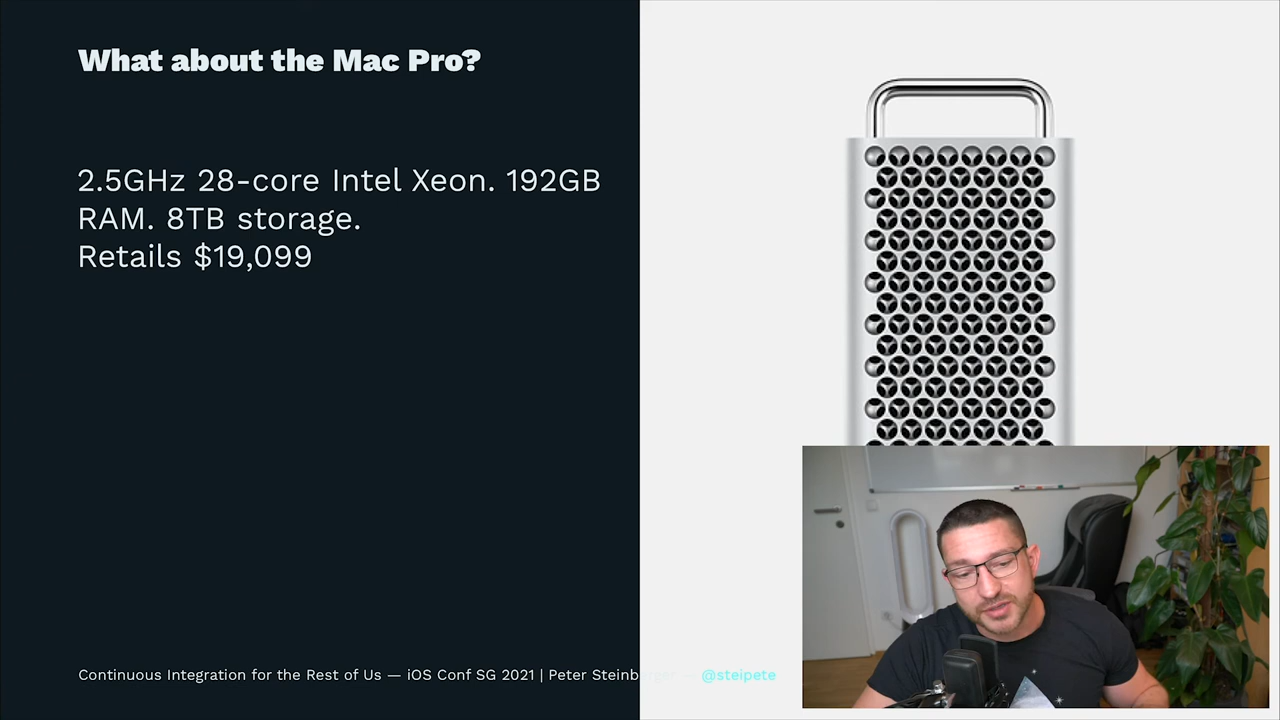 What about the Mac Pro?
2.5GHz 28-core Intel Xeon. 192GB
RAM. 8TB storage.
Retails $19,099
Continuous Integration for the Rest of Us — iOS Conf SG 2021 | Peter Steinberger — @steipete